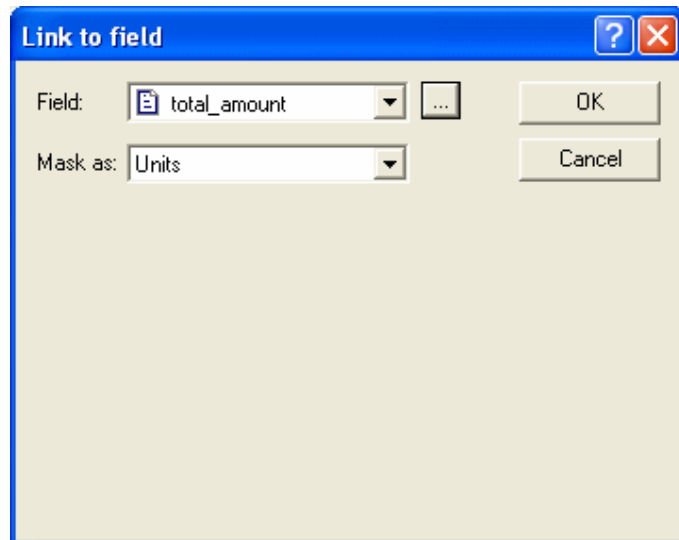 Link to field
Field: total_amount ... OK
Mask as: Units Cancel